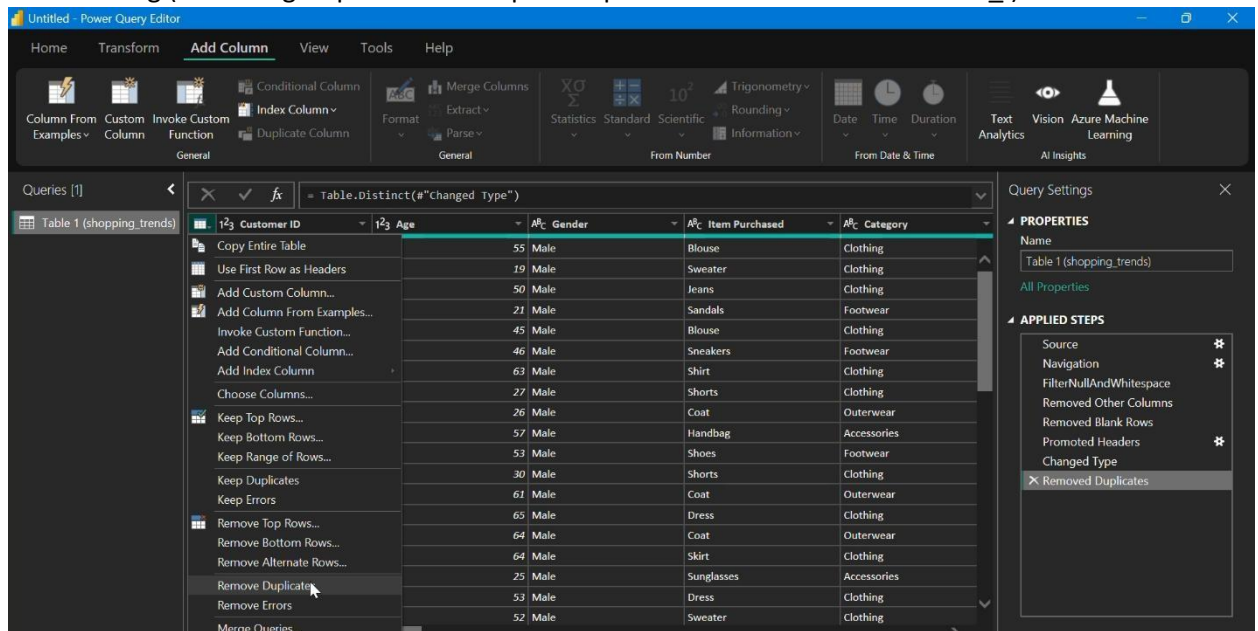 Untitled - Power Query Editor
Home Transform Add Column View Tools Help
Column From Examples
Custom Column
Invoke Custom Function
Conditional Column
Index Column
Duplicate Column
General
Format
Merge Columns
Extract
Parse
General
Statistics
Standard
10²
Scientific
Trigonometry
Rounding
Information
From Number
Date
Time
Duration
From Date & Time
Text Analytics
Vision
Azure Machine Learning
AI Insights
Queries [1]
Table 1 (shopping_trends)
fx = Table.Distinct(#"Changed Type")
1²3 Customer ID 1²3 Age ABC Gender ABC Item Purchased ABC Category
Copy Entire Table
Use First Row as Headers
Add Custom Column...
Add Column From Examples...
Invoke Custom Function...
Add Conditional Column...
Add Index Column
Choose Columns...
Keep Top Rows...
Keep Bottom Rows...
Keep Range of Rows...
Keep Duplicates
Keep Errors
Remove Top Rows...
Remove Bottom Rows...
Remove Alternate Rows...
Remove Duplicates
Remove Errors
Merge Queries
55 Male Blouse Clothing
19 Male Sweater Clothing
50 Male Jeans Clothing
21 Male Sandals Footwear
45 Male Blouse Clothing
46 Male Sneakers Footwear
63 Male Shirt Clothing
27 Male Shorts Clothing
26 Male Coat Outerwear
57 Male Handbag Accessories
53 Male Shoes Footwear
30 Male Shorts Clothing
61 Male Coat Outerwear
65 Male Dress Clothing
64 Male Coat Outerwear
64 Male Skirt Clothing
25 Male Sunglasses Accessories
53 Male Dress Clothing
52 Male Sweater Clothing
Query Settings
PROPERTIES
Name
Table 1 (shopping_trends)
All Properties
APPLIED STEPS
Source
Navigation
FilterNullAndWhitespace
Removed Other Columns
Removed Blank Rows
Promoted Headers
Changed Type
Removed Duplicates